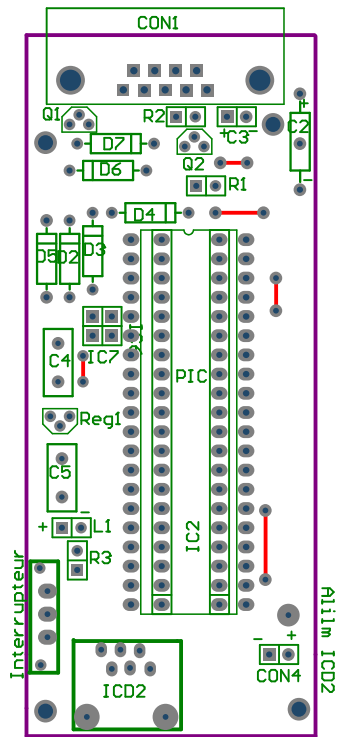 CON1
Q1
R2
+ -
C3
+
C2
-
D7
Q2
D6
R1
D4
D5
D2
D3
IC7
C4
PIC
Reg1
C5
-
+
L1
IC2
R3
Interrupteur
Alilm ICD2
- +
CON4
ICD2